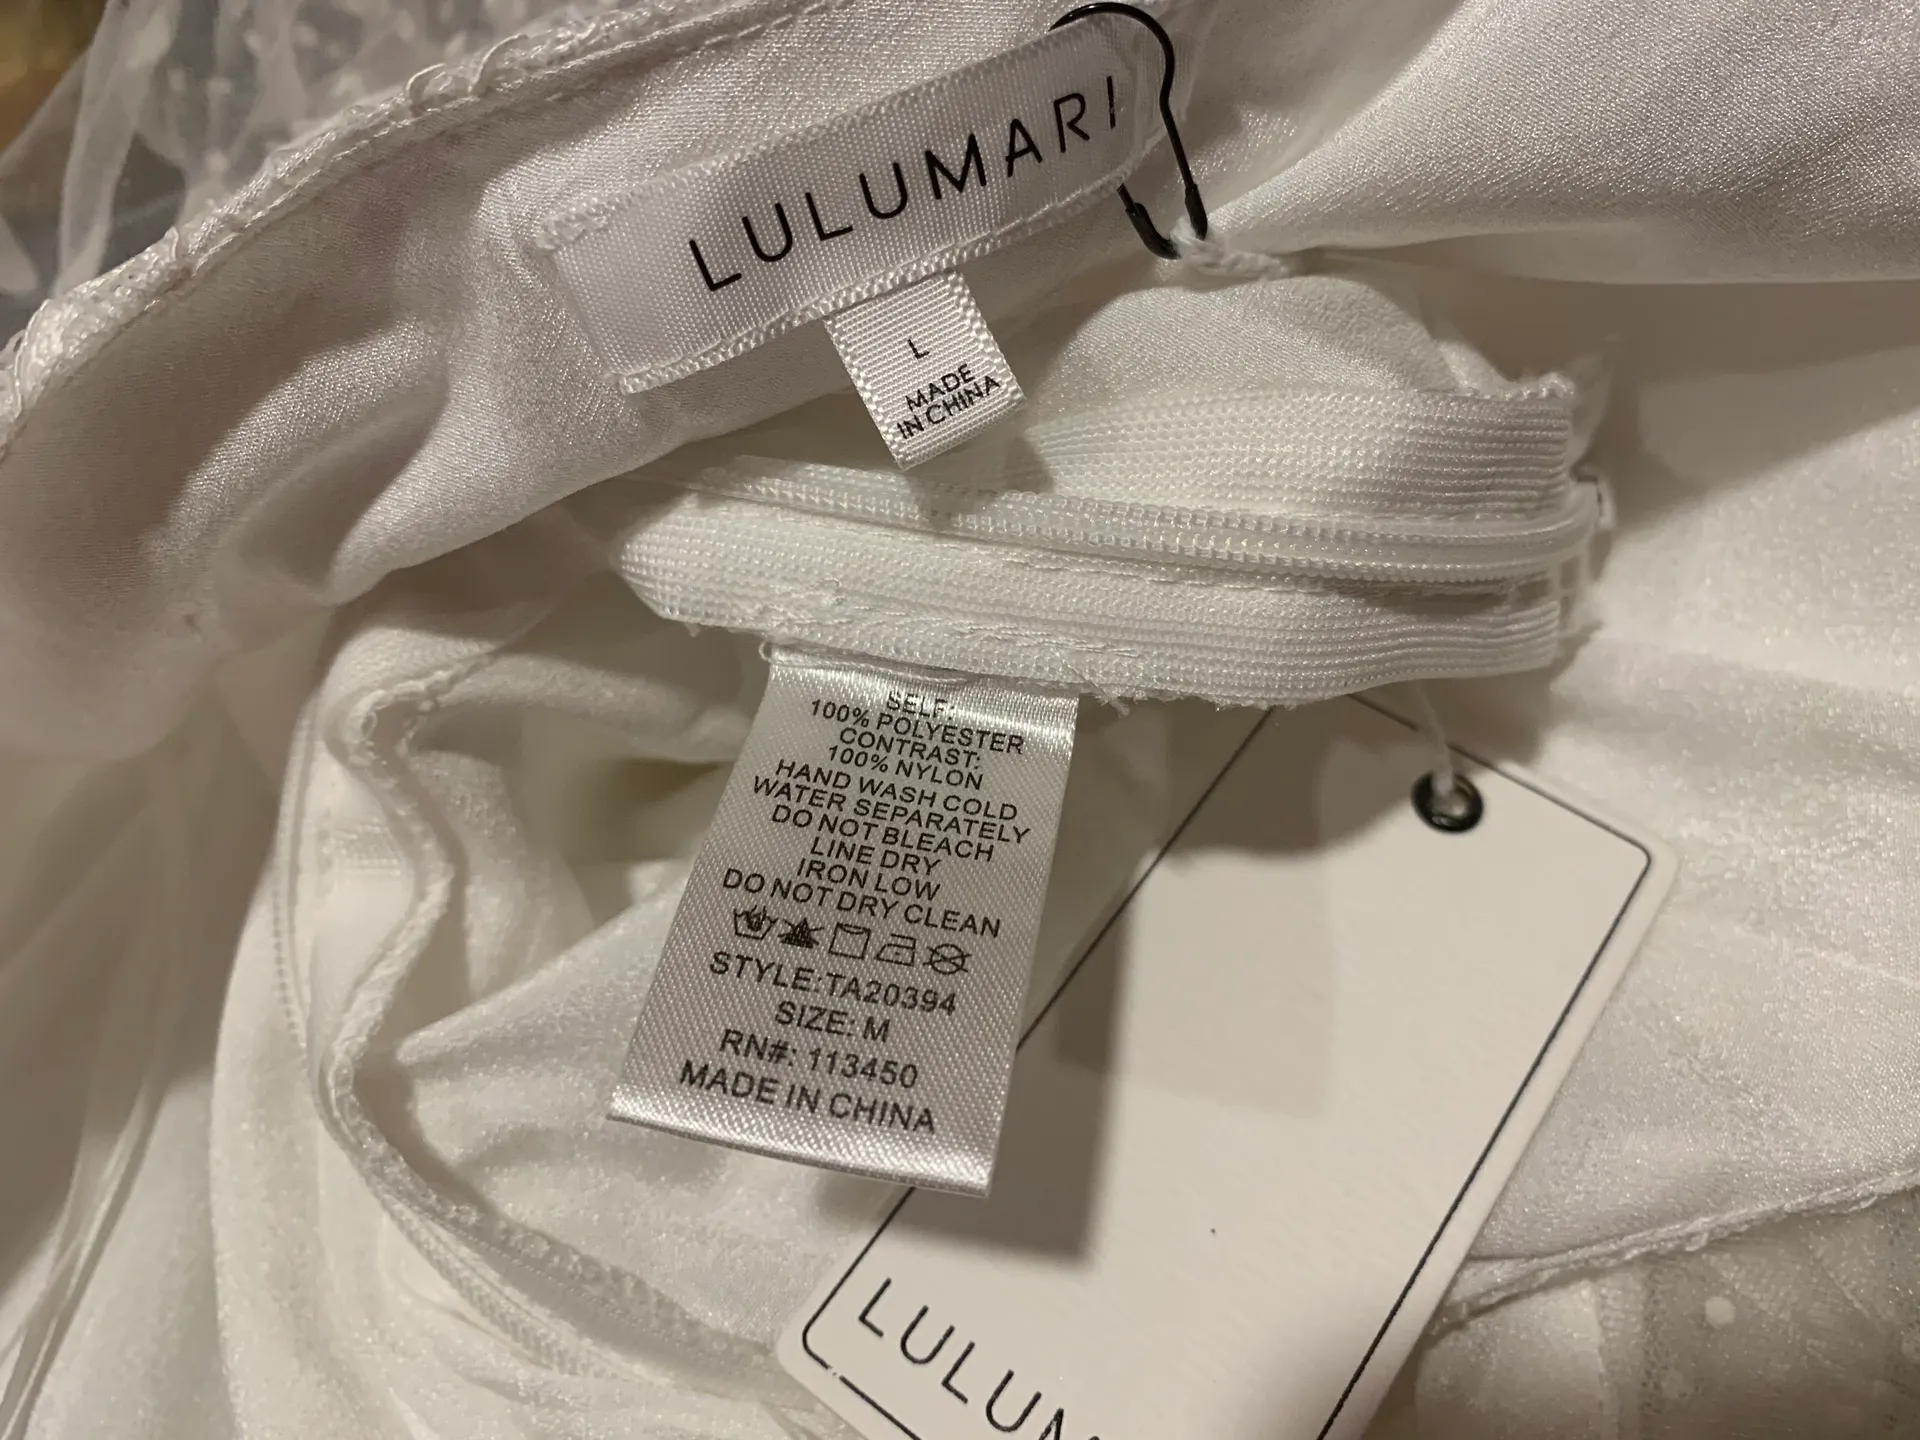 LULUMARI
L
MADE
IN CHINA
SELF:
100% POLYESTER
CONTRAST:
100% NYLON
HAND WASH COLD
WATER SEPARATELY
DO NOT BLEACH
LINE DRY
IRON LOW
DO NOT DRY CLEAN
STYLE:TA20394
SIZE: M
RN#: 113450
MADE IN CHINA
LULUM